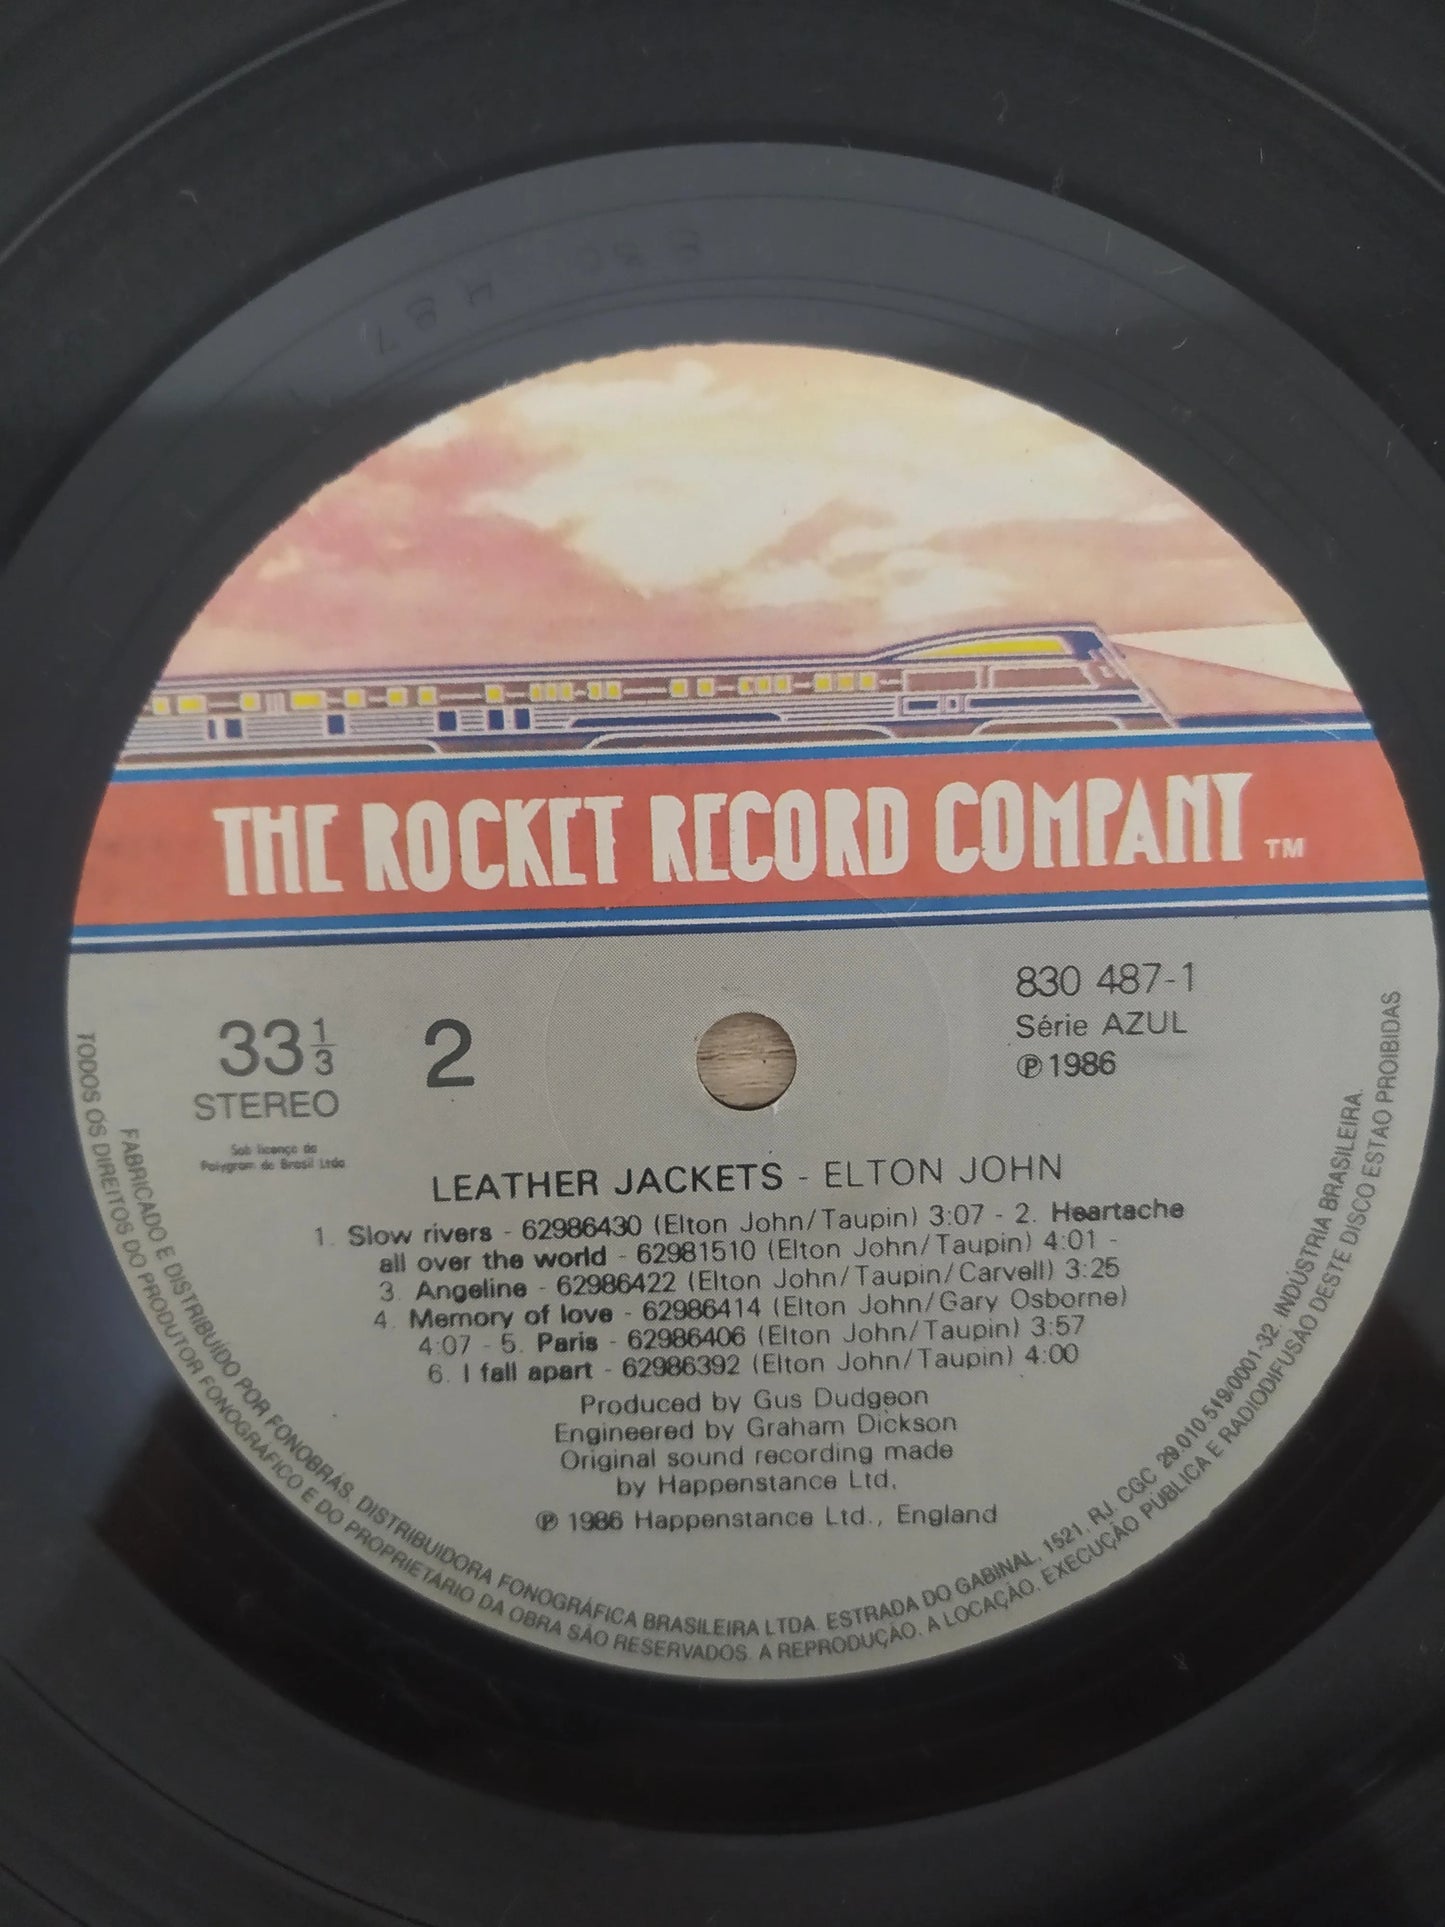 THE ROCKET RECORD COMPANY TM
830 487-1
Série AZUL
℗ 1986
33 1/3
STEREO
2
Sob licença da
Polygram do Brasil Ltda
LEATHER JACKETS - ELTON JOHN
1. Slow rivers - 62986430 (Elton John/Taupin) 3:07 - 2. Heartache
all over the world - 62981510 (Elton John/Taupin) 4:01 -
3. Angeline - 62986422 (Elton John/Taupin/Carvell) 3:25
4. Memory of love - 62986414 (Elton John/Gary Osborne)
4:07 - 5. Paris - 62986406 (Elton John/Taupin) 3:57
6. I fall apart - 62986392 (Elton John/Taupin) 4:00
Produced by Gus Dudgeon
Engineered by Graham Dickson
Original sound recording made
by Happenstance Ltd.
℗ 1986 Happenstance Ltd., England
FABRICADO E DISTRIBUÍDO POR FONOBRÁS. DISTRIBUIDORA FONOGRÁFICA BRASILEIRA LTDA. ESTRADA DO GABINAL, 1521, RJ. CGC 29.010.519/0001-32. INDÚSTRIA BRASILEIRA.
TODOS OS DIREITOS DO PRODUTOR FONOGRÁFICO E DO PROPRIETÁRIO DA OBRA SÃO RESERVADOS. A REPRODUÇÃO. A LOCAÇÃO. EXECUÇÃO PUBLICA E RADIODIFUSÃO DESTE DISCO ESTÃO PROIBIDAS